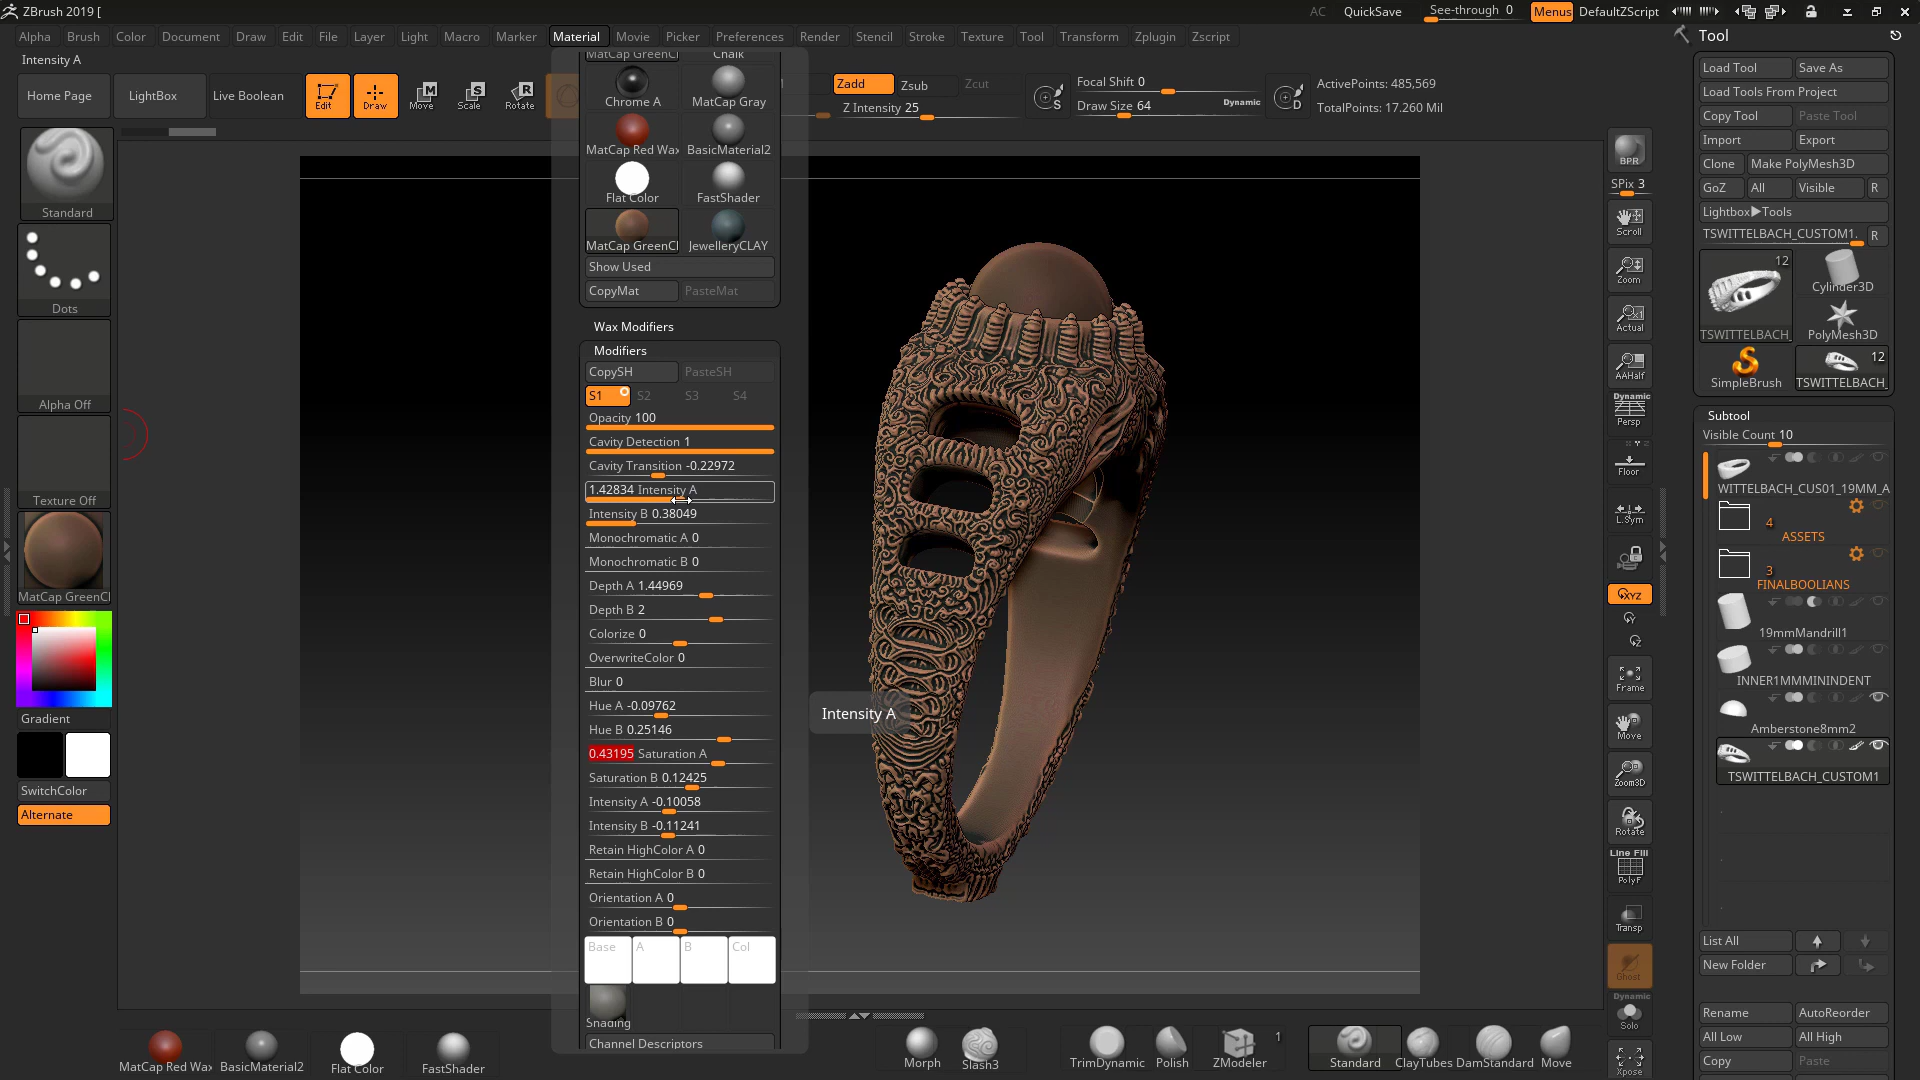 ZBrush 2019 [
AC QuickSave See-through 0 Menus DefaultZScript
Alpha Brush Color Document Draw Edit File Layer Light Macro Marker Material Movie Picker Preferences Render Stencil Stroke Texture Tool Transform Zplugin Zscript
Intensity A
Home Page LightBox Live Boolean Edit Draw Move Scale Rotate
Zadd Zsub Zcut
Z Intensity 25
Focal Shift 0
Draw Size 64 Dynamic
S D
ActivePoints: 485,569
TotalPoints: 17.260 Mil
Standard
Dots
Alpha Off
Texture Off
MatCap GreenCl
Gradient
SwitchColor
Alternate
MatCap GreenCl Chalk
Chrome A MatCap Gray
MatCap Red Wax BasicMaterial2
Flat Color FastShader
MatCap GreenCl JewelleryCLAY
Show Used
CopyMat PasteMat
Wax Modifiers
Modifiers
CopySH PasteSH
S1 S2 S3 S4
Opacity 100
Cavity Detection 1
Cavity Transition -0.22972
1.42834 Intensity A
Intensity B 0.38049
Monochromatic A 0
Monochromatic B 0
Depth A 1.44969
Depth B 2
Colorize 0
OverwriteColor 0
Blur 0
Hue A -0.09762
Hue B 0.25146
0.43195 Saturation A
Saturation B 0.12425
Intensity A -0.10058
Intensity B -0.11241
Retain HighColor A 0
Retain HighColor B 0
Orientation A 0
Orientation B 0
Base A B Col
Shading
Channel Descriptors
Intensity A
BPR
SPix 3
Scroll
Zoom
Actual
AAHalf
Dynamic
Persp
Floor
L.Sym
XYZ
Frame
Move
Zoom3D
Rotate
Line Fill
PolyF
Transp
Ghost
Dynamic
Solo
Xpose
Tool
Load Tool Save As
Load Tools From Project
Copy Tool Paste Tool
Import Export
Clone Make PolyMesh3D
GoZ All Visible R
Lightbox▶Tools
TSWITTELBACH_CUSTOM1. R
12
TSWITTELBACH_ Cylinder3D
PolyMesh3D
SimpleBrush 12 TSWITTELBACH_
Subtool
Visible Count 10
WITTELBACH_CUS01_19MM_A
4
ASSETS
3
FINALBOOLIANS
19mmMandrill1
INNER1MMMININDENT
Amberstone8mm2
TSWITTELBACH_CUSTOM1
List All
New Folder
Rename AutoReorder
All Low All High
Copy Paste
MatCap Red Wax BasicMaterial2 Flat Color FastShader
Morph Slash3 TrimDynamic Polish ZModeler 1 Standard ClayTubes DamStandard Move